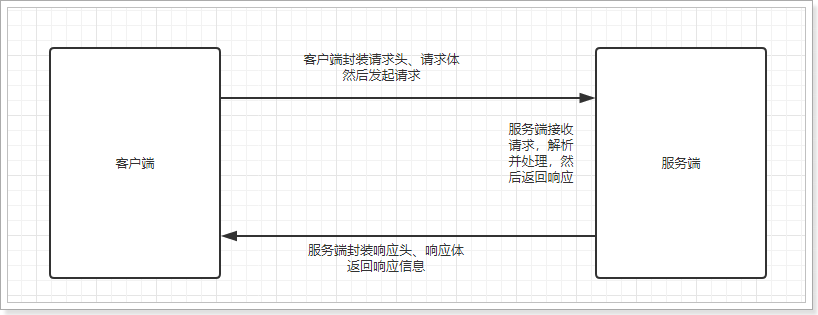 客户端封装请求头、请求体
然后发起请求
客户端
服务端接收
请求，解析
并处理，然
后返回响应
服务端
服务端封装响应头、响应体
返回响应信息